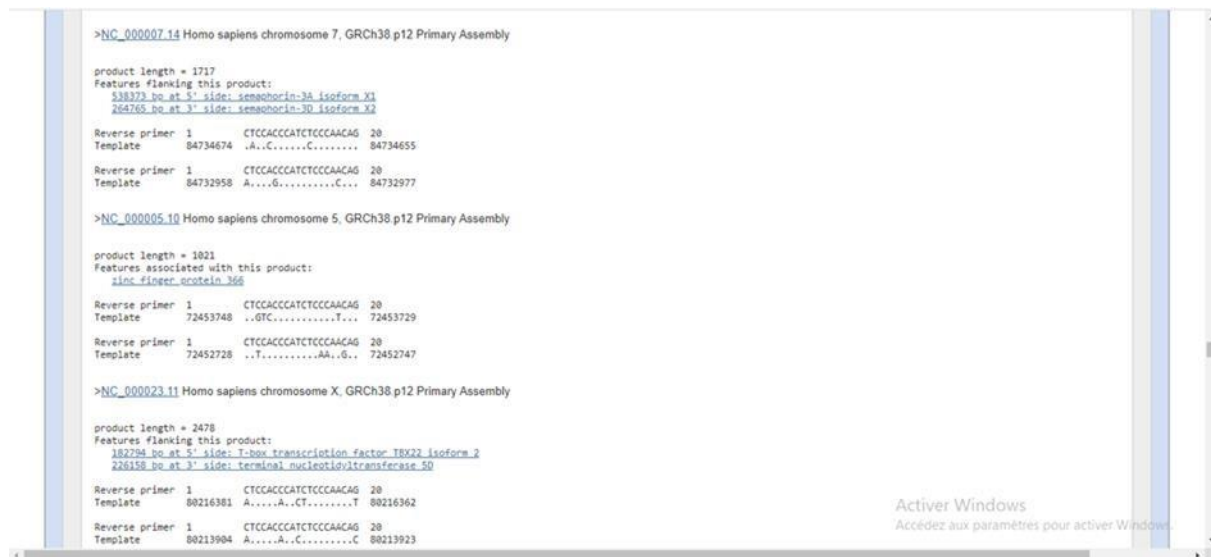 >NC_000007.14 Homo sapiens chromosome 7, GRCh38.p12 Primary Assembly
product length = 1717
Features flanking this product:
538373 bp at 5' side: semaphorin-3A isoform X1
264765 bp at 3' side: semaphorin-3D isoform X2
Reverse primer 1 CTCCACCCATCTCCCAACAG 20
Template 84734674 .A..C......C........ 84734655
Reverse primer 1 CTCCACCCATCTCCCAACAG 20
Template 84732958 A....G..........C... 84732977
>NC_000005.10 Homo sapiens chromosome 5, GRCh38.p12 Primary Assembly
product length = 1021
Features associated with this product:
zinc finger protein 366
Reverse primer 1 CTCCACCCATCTCCCAACAG 20
Template 72453748 ..GTC...........T... 72453729
Reverse primer 1 CTCCACCCATCTCCCAACAG 20
Template 72452728 ..T..........AA..G.. 72452747
>NC_000023.11 Homo sapiens chromosome X, GRCh38.p12 Primary Assembly
product length = 2478
Features flanking this product:
182794 bp at 5' side: T-box transcription factor TBX22 isoform 2
226158 bp at 3' side: terminal nucleotidyltransferase 5D
Reverse primer 1 CTCCACCCATCTCCCAACAG 20
Template 80216381 A.....A..CT........T 80216362
Reverse primer 1 CTCCACCCATCTCCCAACAG 20
Template 80213904 A.....A..C.........C 80213923
Activer Windows
Accédez aux paramètres pour activer Windows.